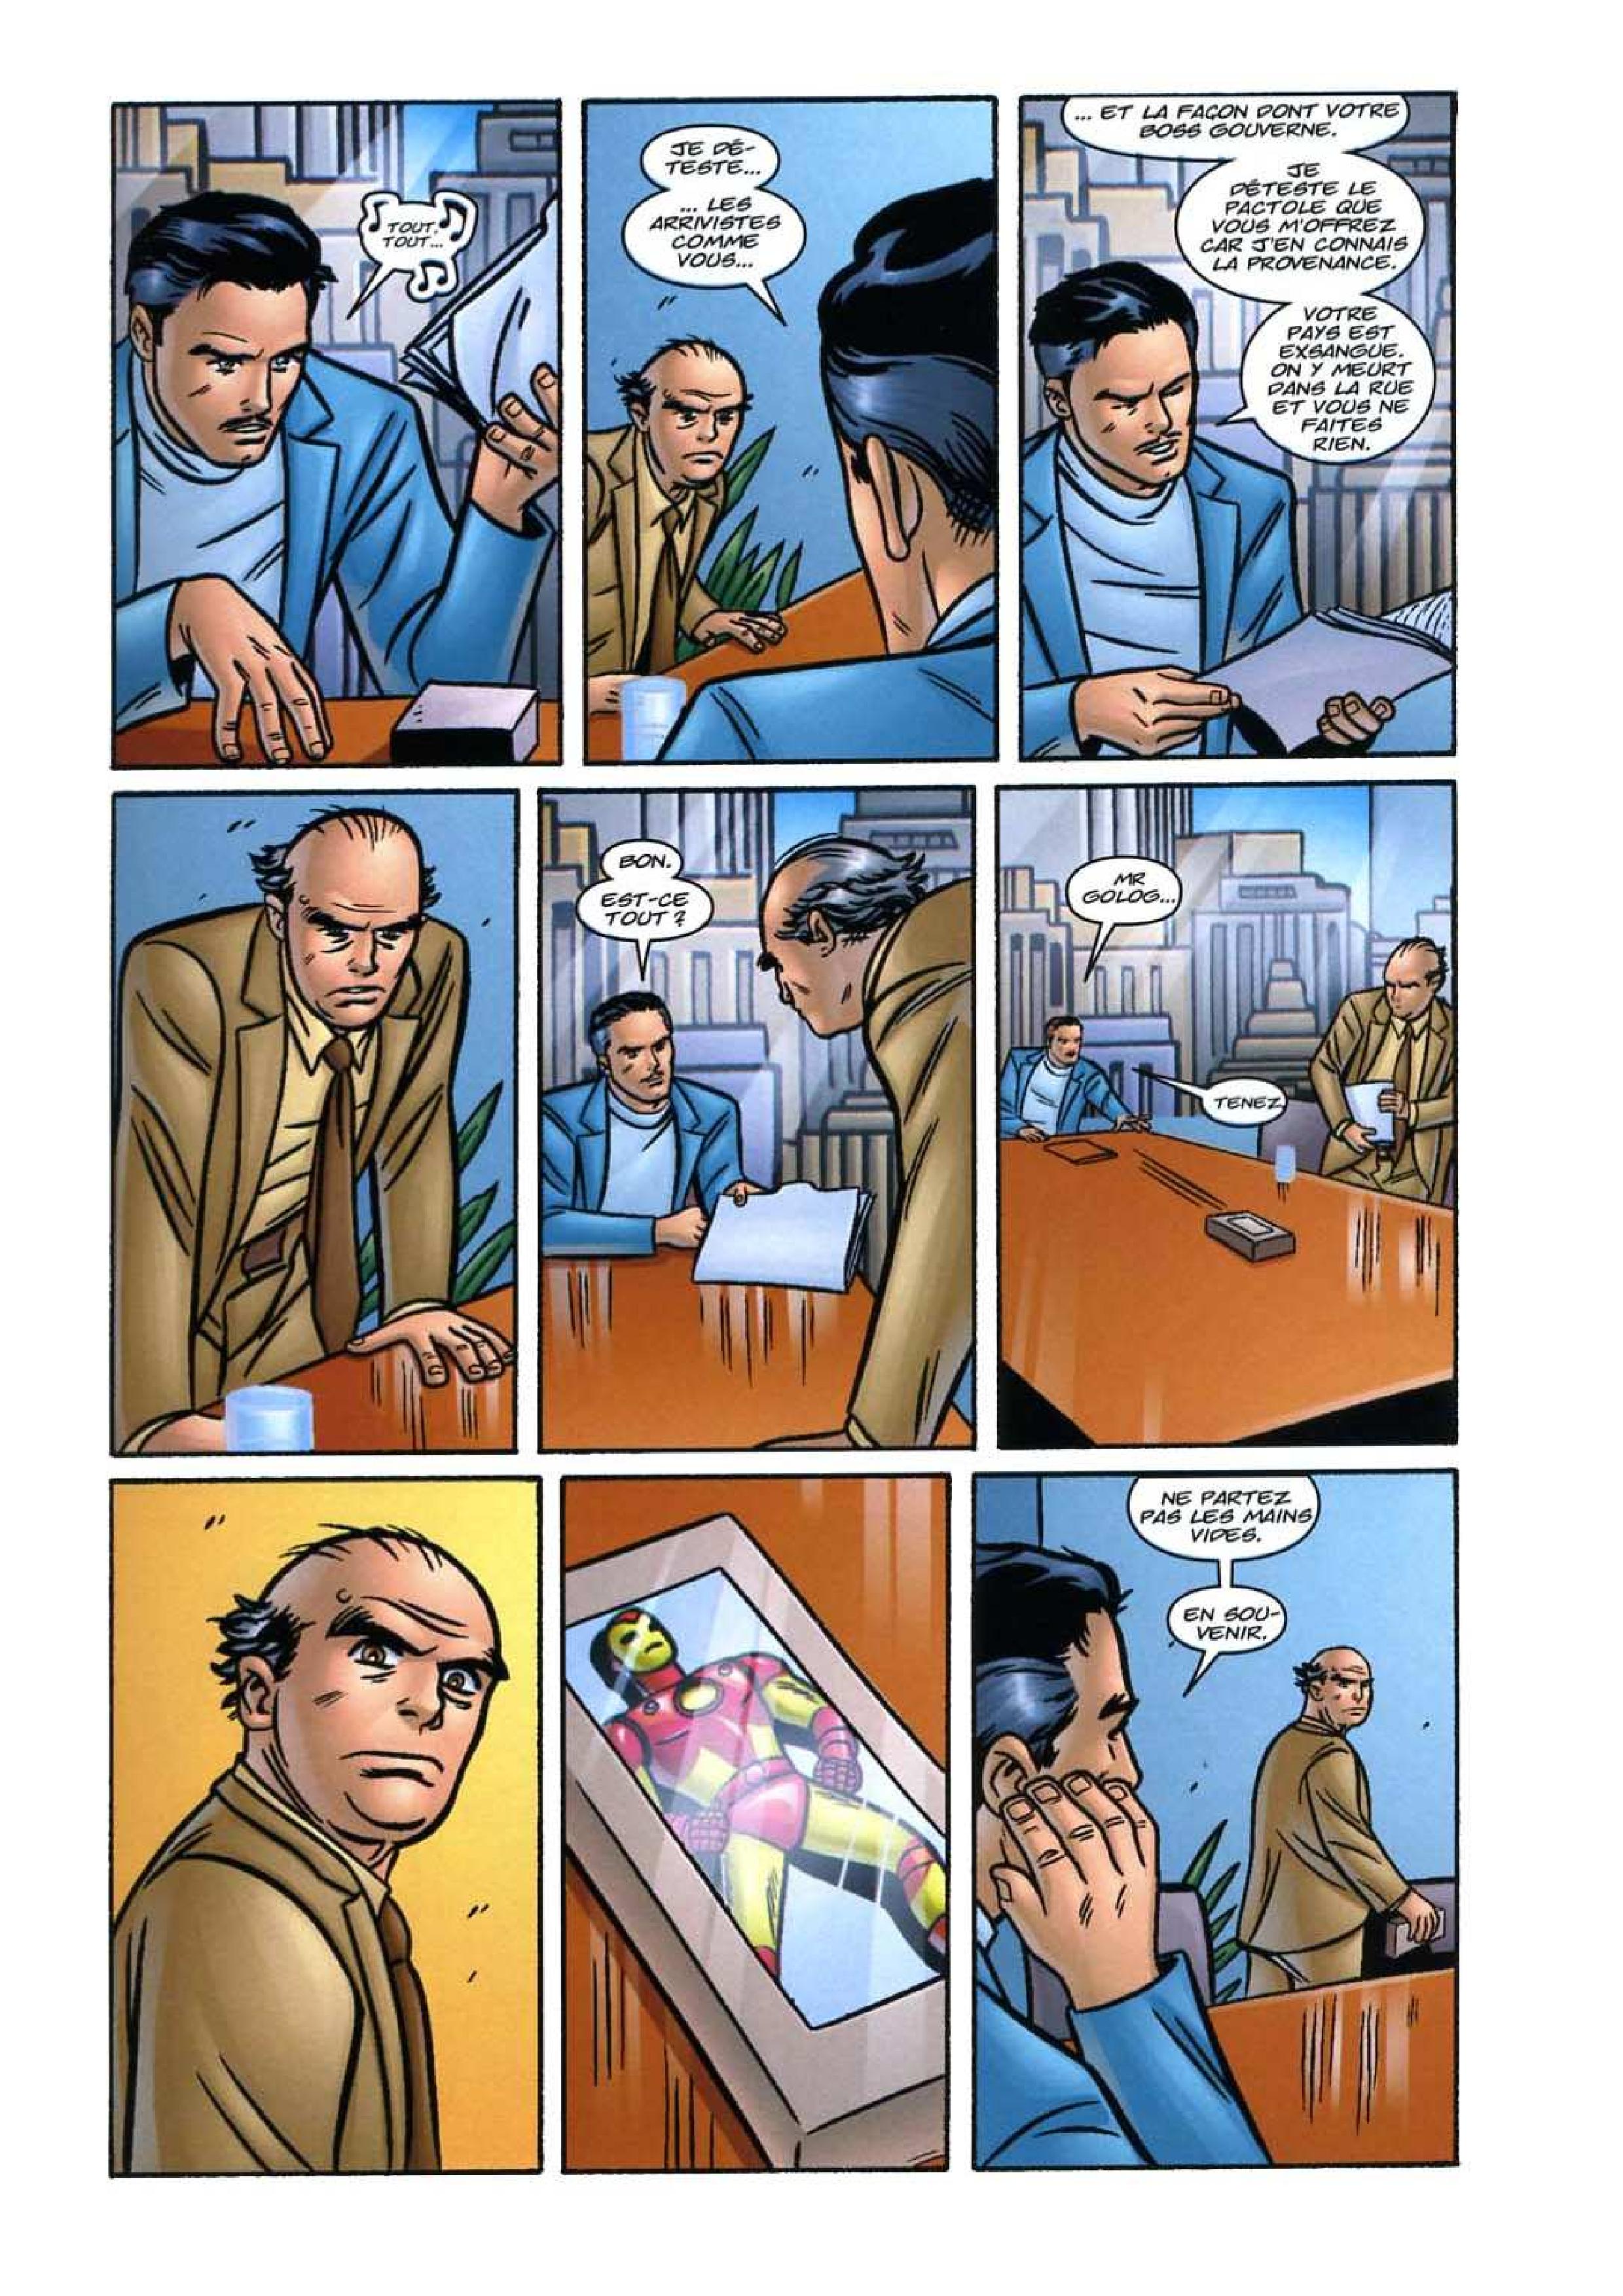 TOUT,
TOUT...
JE DÉ-
TESTE...
... LES
ARRIVISTES
COMME
VOUS...
... ET LA FAÇON DONT VOTRE
BOSS GOUVERNE.
JE
DÉTESTE LE
PACTOLE QUE
VOUS M'OFFREZ
CAR J'EN CONNAIS
LA PROVENANCE.
VOTRE
PAYS EST
EXSANGUE.
ON Y MEURT
DANS LA RUE
ET VOUS NE
FAITES
RIEN.
BON.
EST-CE
TOUT ?
MR
GOLOG...
TENEZ.
NE PARTEZ
PAS LES MAINS
VIDES.
EN SOU-
VENIR.